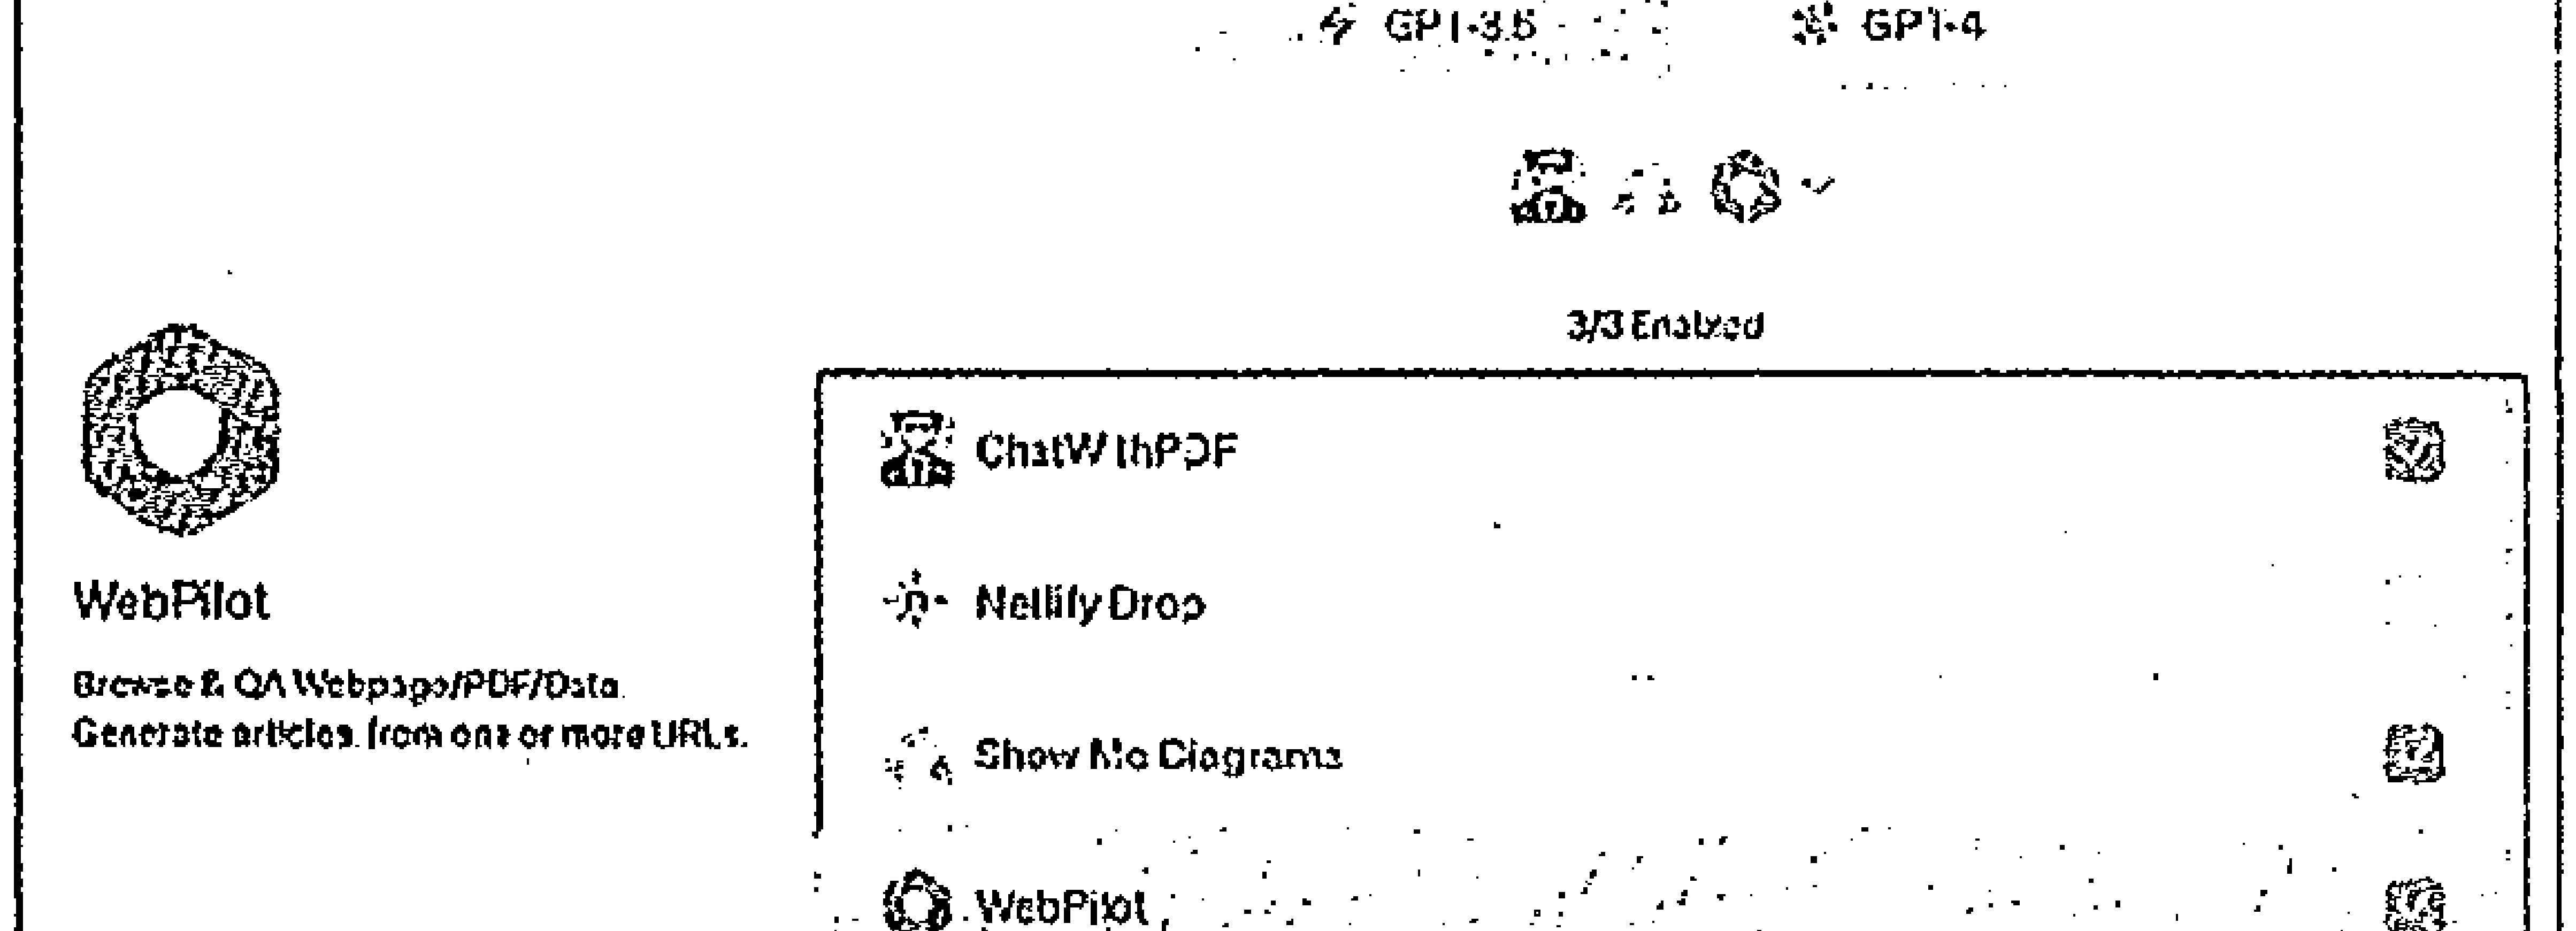 GPT-3.5
GPT-4
3/3 Enabled
ChatWithPDF
Netlify Drop
Show Me Diagrams
WebPilot
WebPilot
Browse & QA Webpage/PDF/Data.
Generate articles. from one or more URLs.